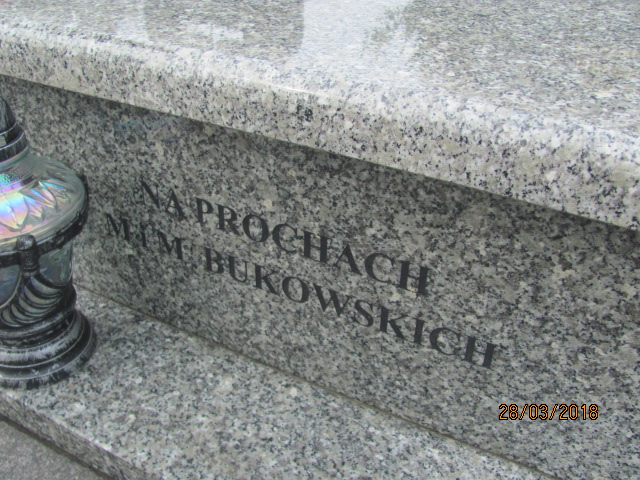 NA PROCHACH
M. I M. BUKOWSKICH
28/03/2018